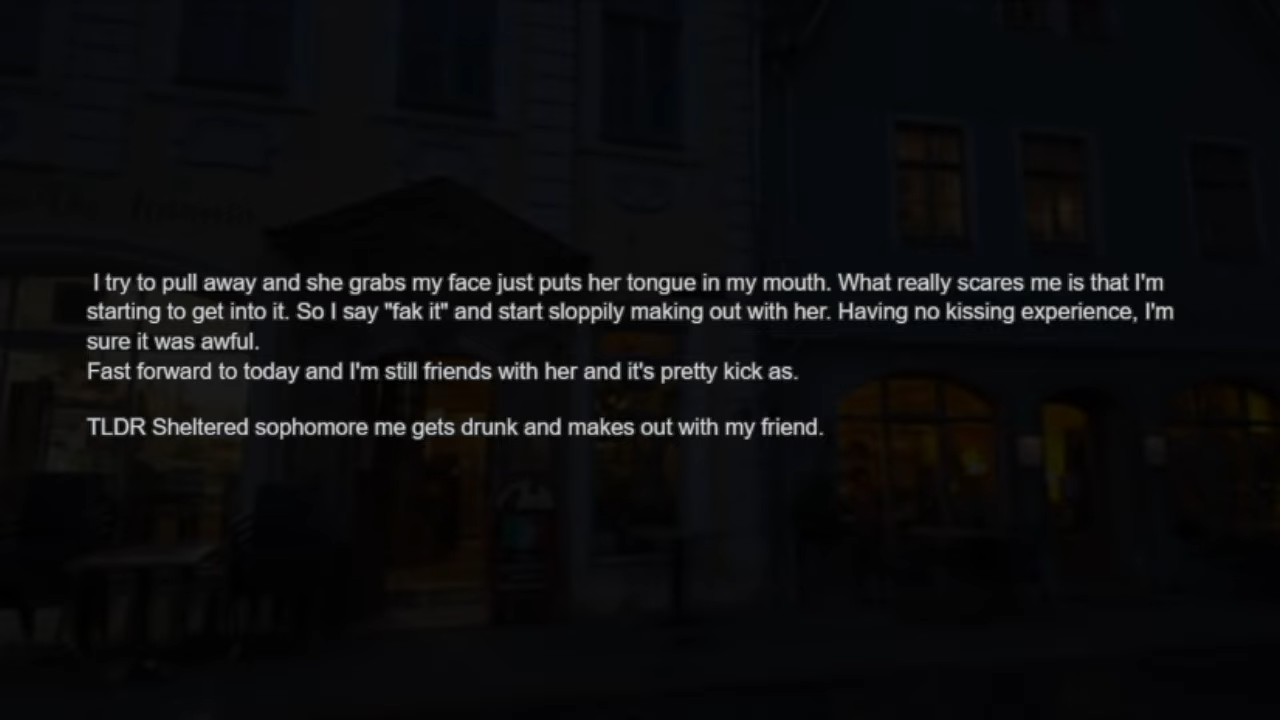 I try to pull away and she grabs my face just puts her tongue in my mouth. What really scares me is that I'm
starting to get into it. So I say "fak it" and start sloppily making out with her. Having no kissing experience, I'm
sure it was awful.
Fast forward to today and I'm still friends with her and it's pretty kick as.
TLDR Sheltered sophomore me gets drunk and makes out with my friend.